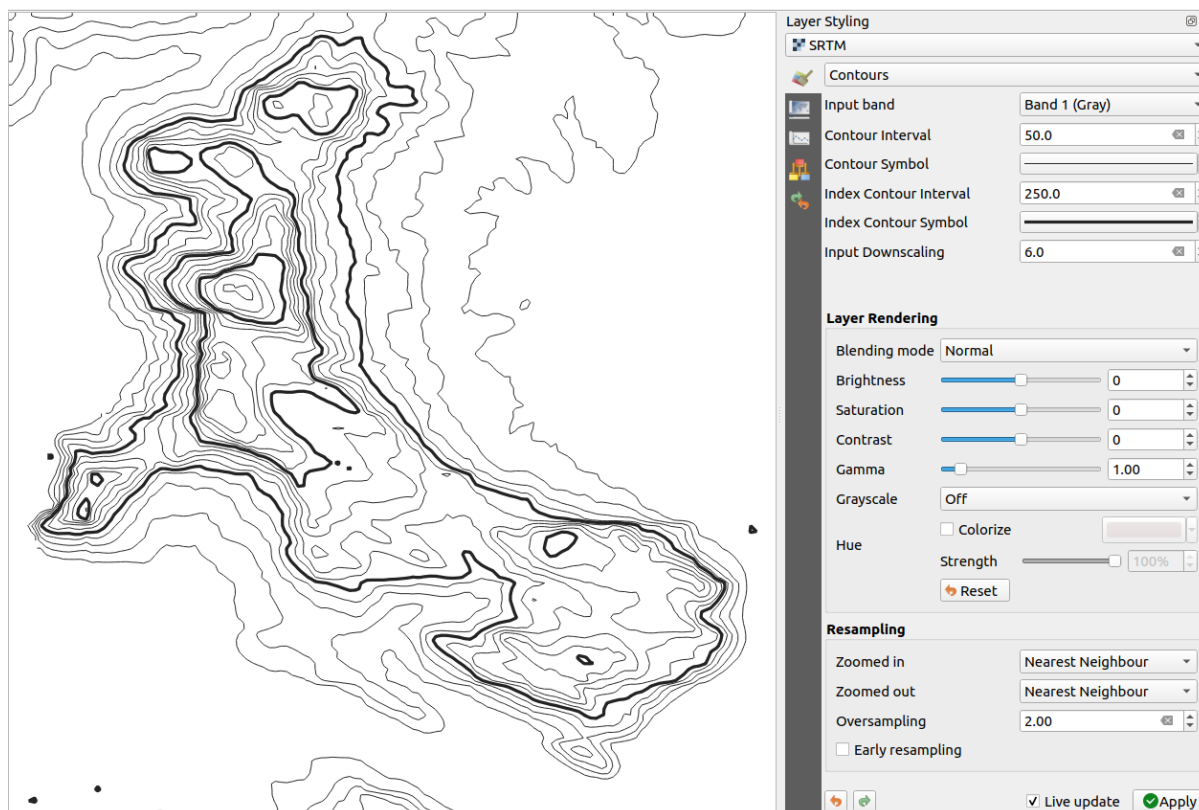 Layer Styling
SRTM
Contours
Input band Band 1 (Gray)
Contour Interval 50.0
Contour Symbol
Index Contour Interval 250.0
Index Contour Symbol
Input Downscaling 6.0
Layer Rendering
Blending mode Normal
Brightness 0
Saturation 0
Contrast 0
Gamma 1.00
Grayscale Off
Hue Colorize
Strength 100%
Reset
Resampling
Zoomed in Nearest Neighbour
Zoomed out Nearest Neighbour
Oversampling 2.00
Early resampling
Live update Apply